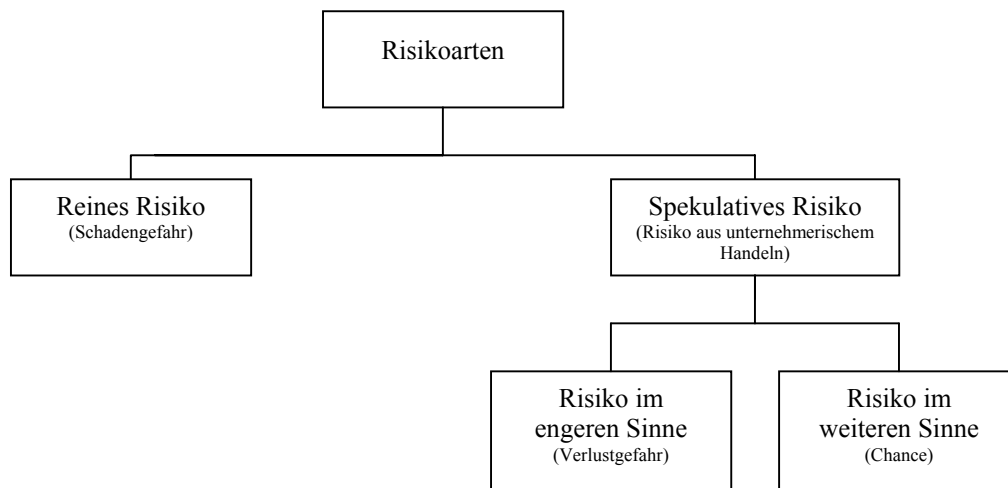 Risikoarten
Reines Risiko
(Schadengefahr)
Spekulatives Risiko
(Risiko aus unternehmerischem
Handeln)
Risiko im
engeren Sinne
(Verlustgefahr)
Risiko im
weiteren Sinne
(Chance)